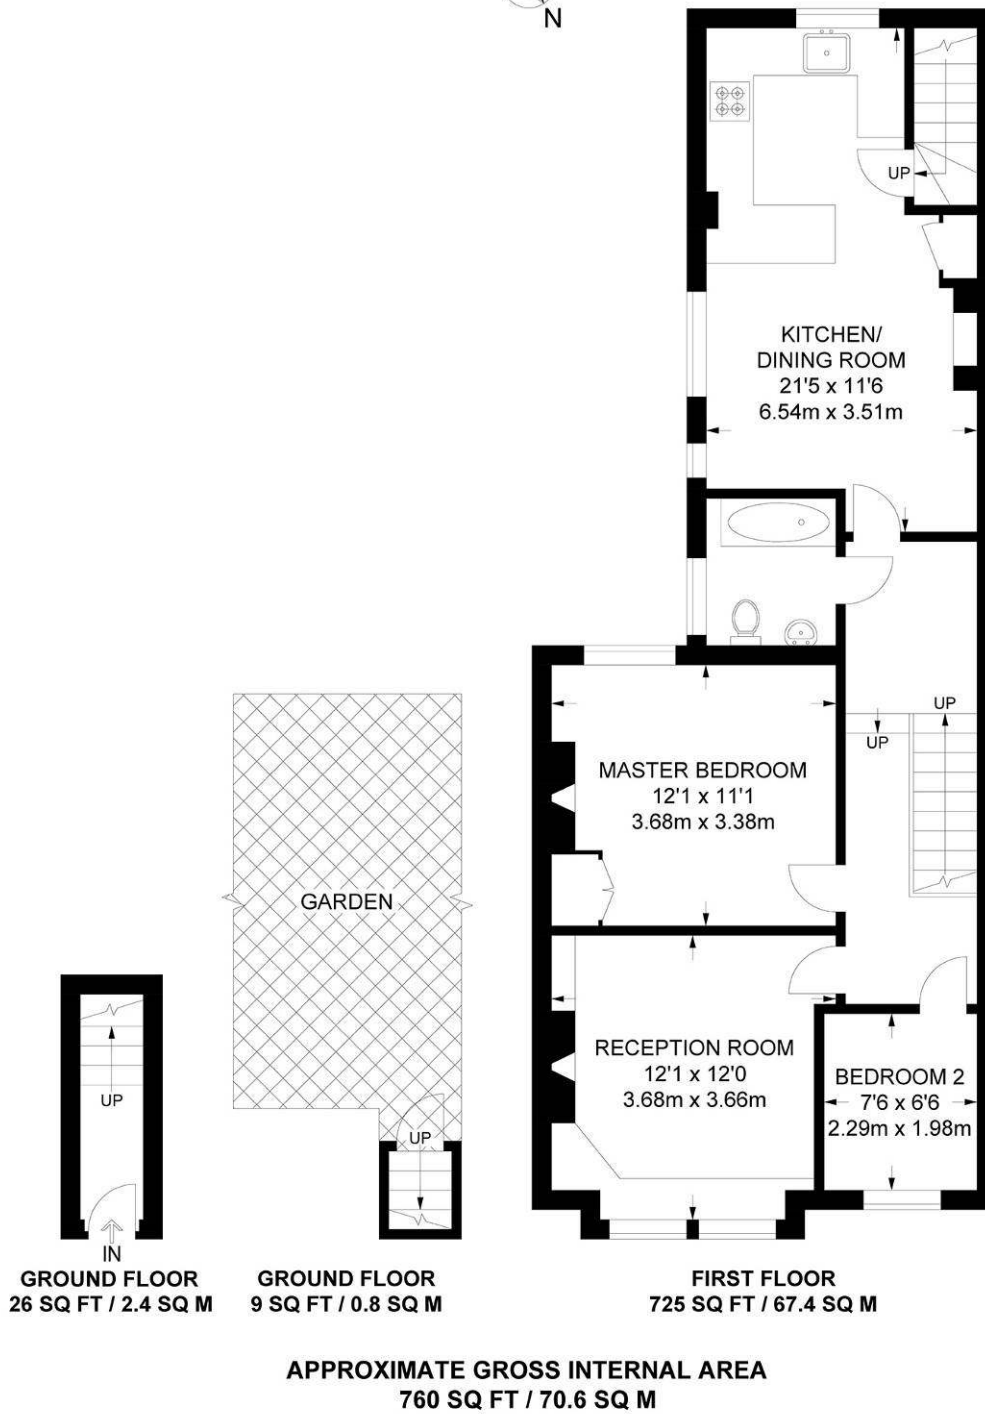 N
UP
KITCHEN/
DINING ROOM
21'5 x 11'6
6.54m x 3.51m
UP
UP
MASTER BEDROOM
12'1 x 11'1
3.68m x 3.38m
GARDEN
RECEPTION ROOM
12'1 x 12'0
3.68m x 3.66m
BEDROOM 2
7'6 x 6'6
2.29m x 1.98m
UP
UP
IN
GROUND FLOOR
26 SQ FT / 2.4 SQ M
GROUND FLOOR
9 SQ FT / 0.8 SQ M
FIRST FLOOR
725 SQ FT / 67.4 SQ M
APPROXIMATE GROSS INTERNAL AREA
760 SQ FT / 70.6 SQ M